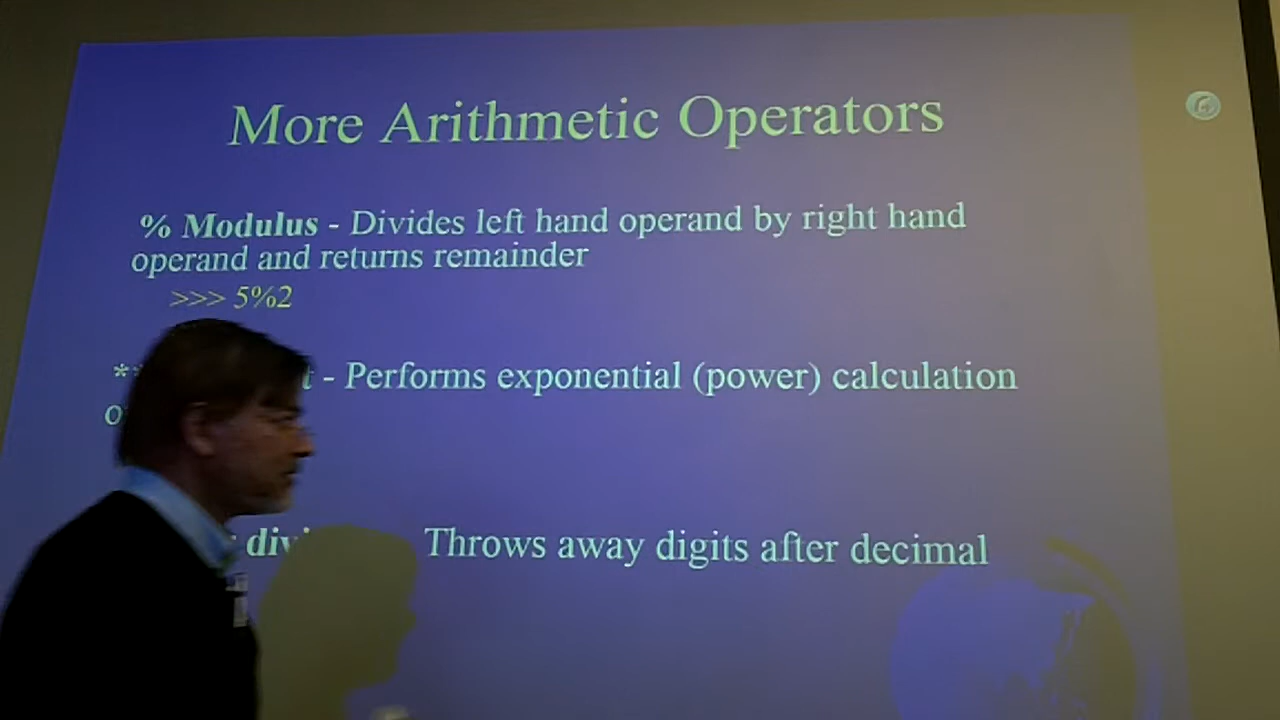 More Arithmetic Operators
% Modulus - Divides left hand operand by right hand
operand and returns remainder
>>> 5%2
** - Performs exponential (power) calculation
Throws away digits after decimal